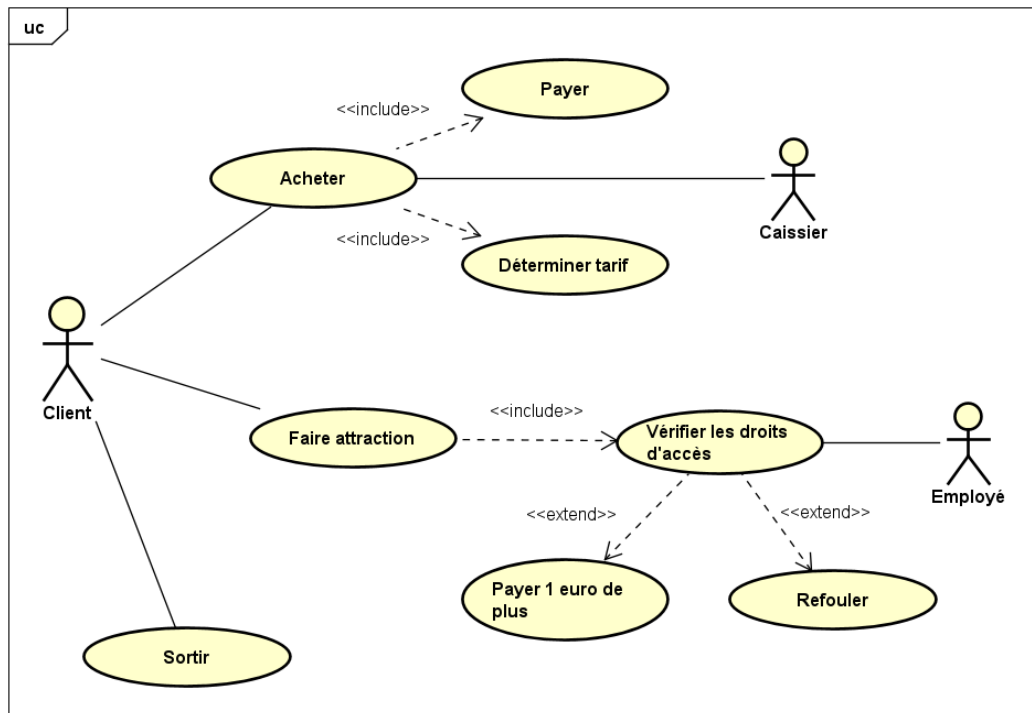 uc
Payer
<<include>>
Acheter
Caissier
<<include>>
Déterminer tarif
Client
Faire attraction
<<include>>
Vérifier les droits
d'accès
Employé
<<extend>>
<<extend>>
Payer 1 euro de
plus
Refouler
Sortir